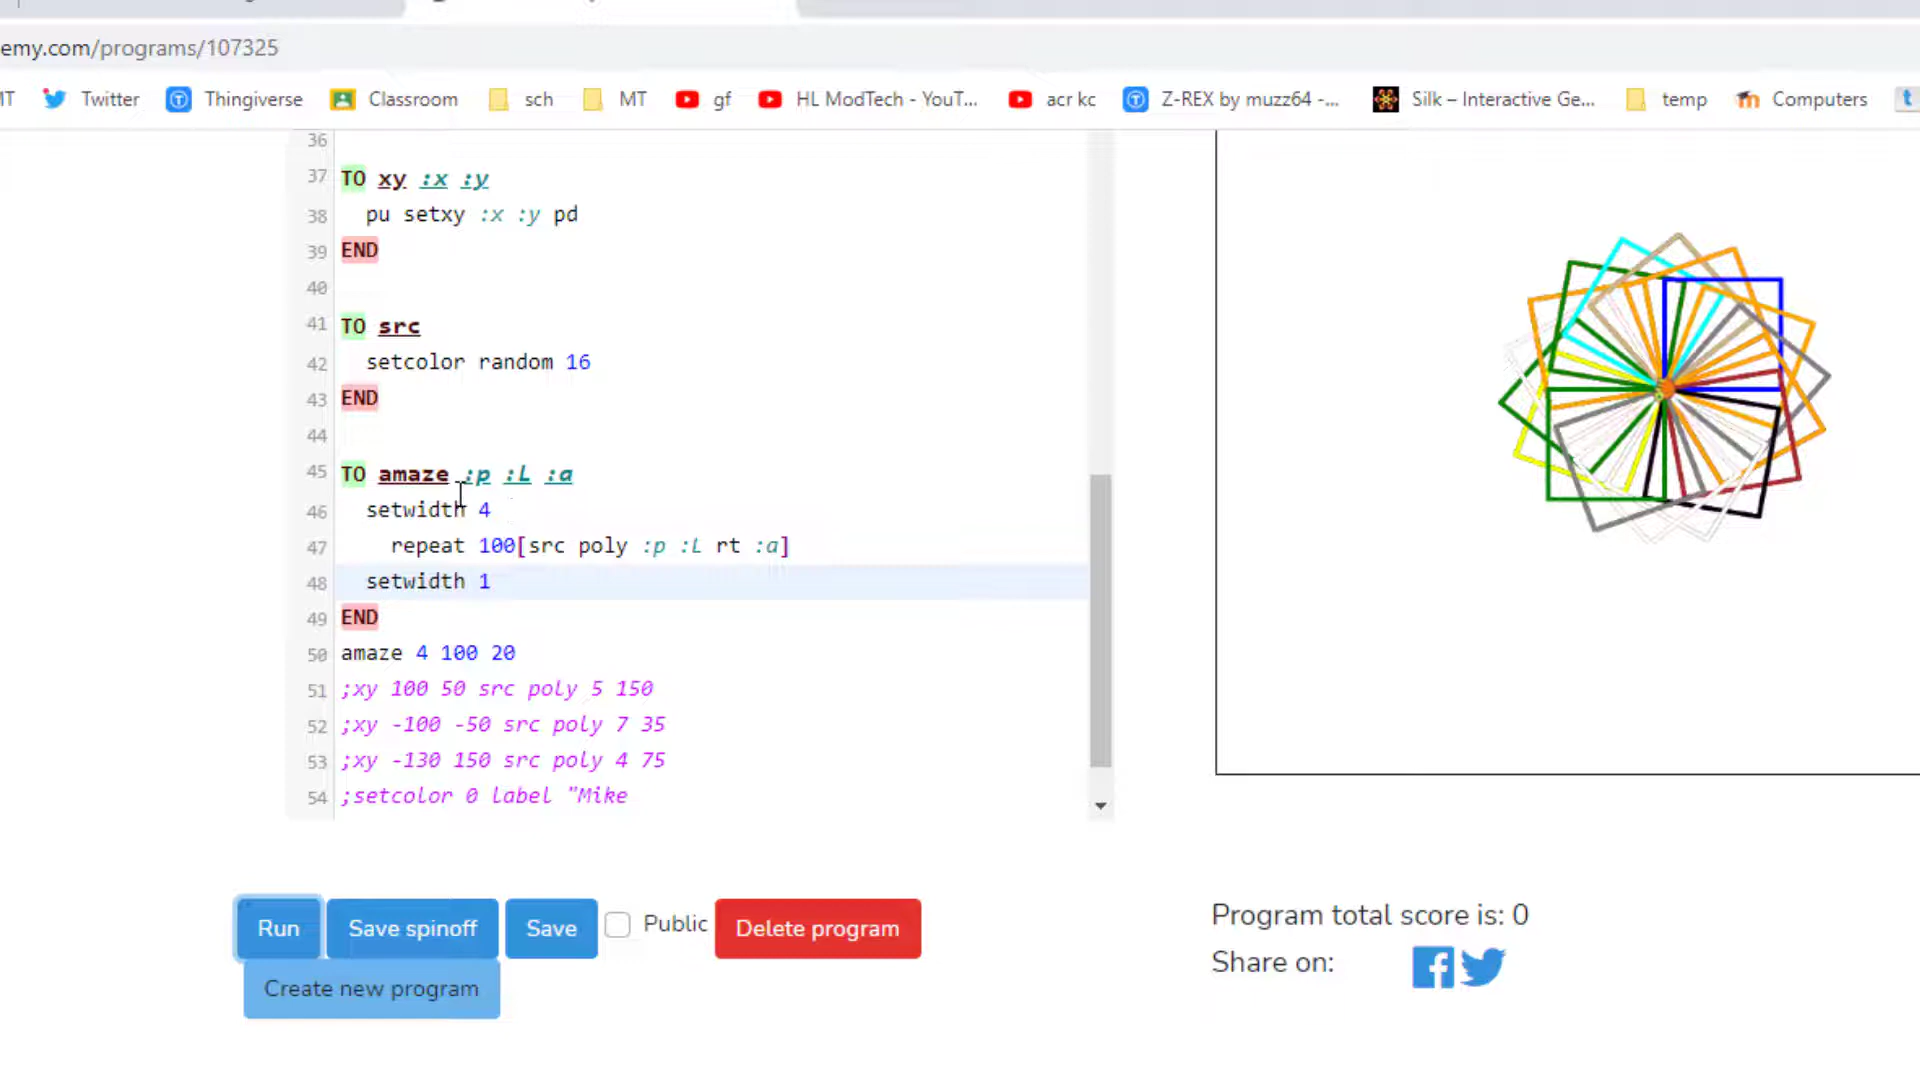 emy.com/programs/107325
MT Twitter Thingiverse Classroom sch MT gf HL ModTech - YouT... acr kc Z-REX by muzz64 -... Silk – Interactive Ge... temp Computers t
36
37 TO xy :x :y
38 pu setxy :x :y pd
39 END
40
41 TO src
42 setcolor random 16
43 END
44
45 TO amaze :p :L :a
46 setwidth 4
47 repeat 100[src poly :p :L rt :a]
48 setwidth 1
49 END
50 amaze 4 100 20
51 ;xy 100 50 src poly 5 150
52 ;xy -100 -50 src poly 7 35
53 ;xy -130 150 src poly 4 75
54 ;setcolor 0 label "Mike
Run Save spinoff Save Public Delete program
Create new program
Program total score is: 0
Share on: